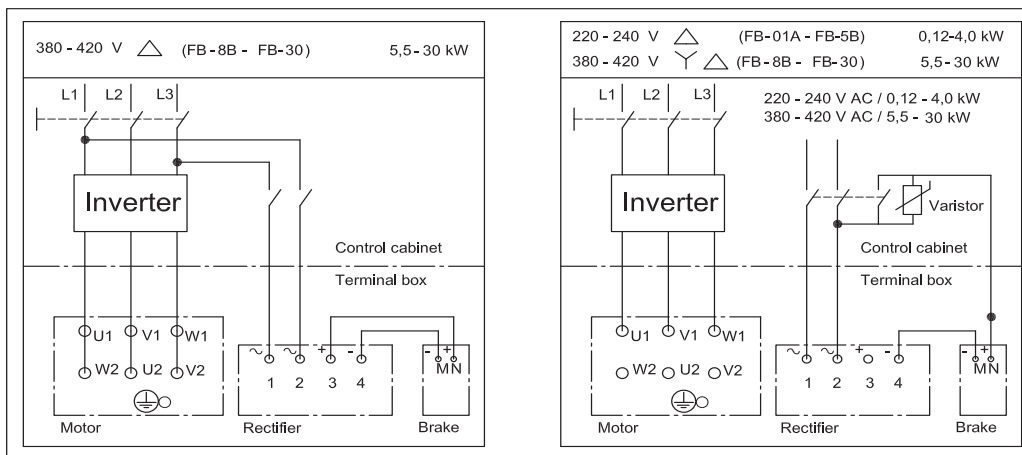 380 - 420 V (FB - 8B - FB - 30) 5,5 - 30 kW
L1 L2 L3
Inverter
Control cabinet
Terminal box
U1 V1 W1
W2 U2 V2
+ -
1 2 3 4
- +
M N
Motor Rectifier Brake
220 - 240 V (FB - 01A - FB - 5B) 0,12-4,0 kW
380 - 420 V (FB - 8B - FB - 30) 5,5 - 30 kW
L1 L2 L3
220 - 240 V AC / 0,12 - 4,0 kW
380 - 420 V AC / 5,5 - 30 kW
Inverter
Varistor
Control cabinet
Terminal box
U1 V1 W1
W2 U2 V2
+ -
1 2 3 4
- +
M N
Motor Rectifier Brake